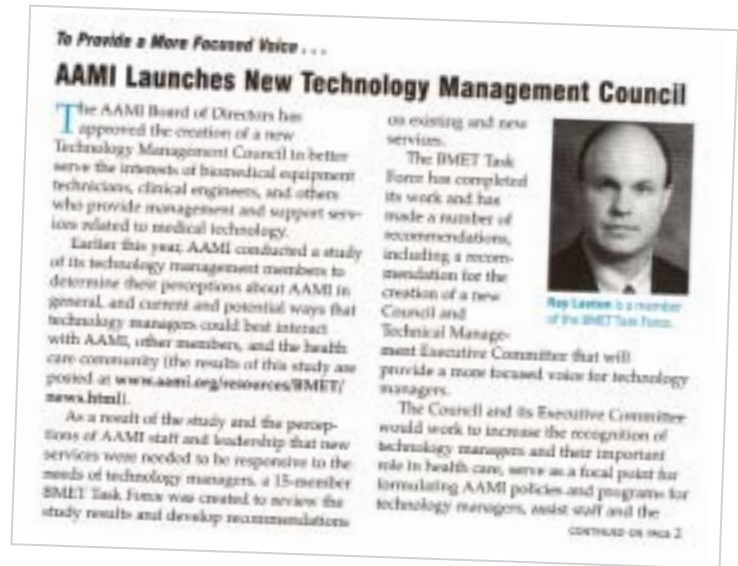 To Provide a More Focused Voice . . .
AAMI Launches New Technology Management Council
The AAMI Board of Directors has
approved the creation of a new
Technology Management Council to better
serve the interests of biomedical equipment
technicians, clinical engineers, and others
who provide management and support serv-
ices related to medical technology.
Earlier this year, AAMI conducted a study
of its technology management members to
determine their perceptions about AAMI in
general, and current and potential ways that
technology managers could best interact
with AAMI, other members, and the health
care community (the results of this study are
posted at www.aami.org/resources/BMET/
news.html).
As a result of the study and the percep-
tions of AAMI staff and leadership that new
services were needed to be responsive to the
needs of technology managers, a 15-member
BMET Task Force was created to review the
study results and develop recommendations
on existing and new
services.
The BMET Task
Force has completed
its work and has
made a number of
recommendations,
including a recom-
mendation for the
creation of a new
Council and
Technical Manage-
ment Executive Committee that will
provide a more focused voice for technology
managers.
The Council and its Executive Committee
would work to increase the recognition of
technology managers and their important
role in health care, serve as a focal point for
formulating AAMI policies and programs for
technology managers, assist staff and the
CONTINUED ON PAGE 2
Ray Laxton is a member
of the BMET Task Force.